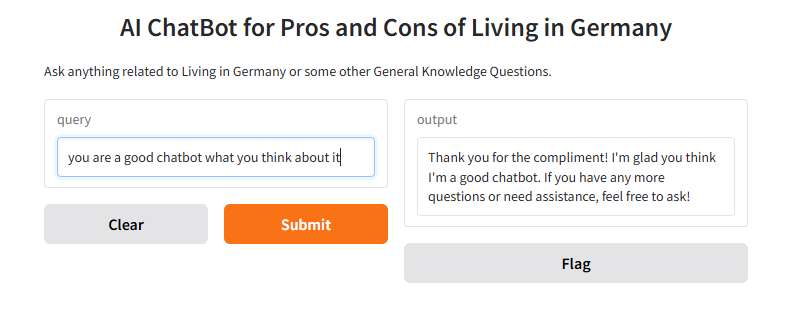 AI ChatBot for Pros and Cons of Living in Germany
Ask anything related to Living in Germany or some other General Knowledge Questions.
query
you are a good chatbot what you think about it
Clear
Submit
output
Thank you for the compliment! I'm glad you think
I'm a good chatbot. If you have any more
questions or need assistance, feel free to ask!
Flag